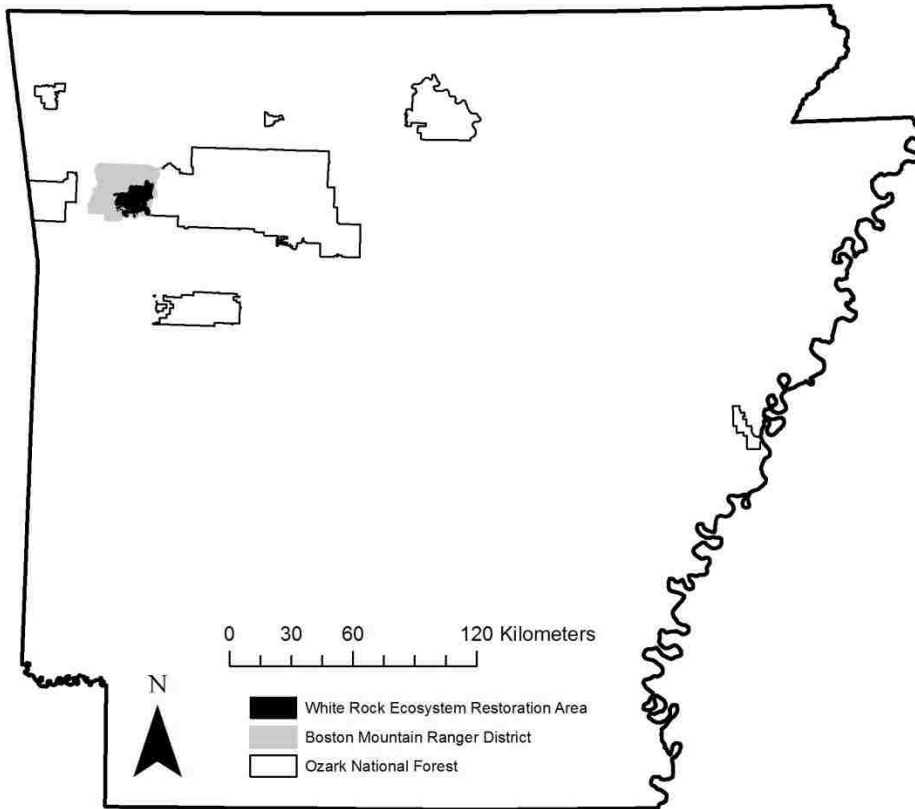 0 30 60 120 Kilometers
N
White Rock Ecosystem Restoration Area
Boston Mountain Ranger District
Ozark National Forest